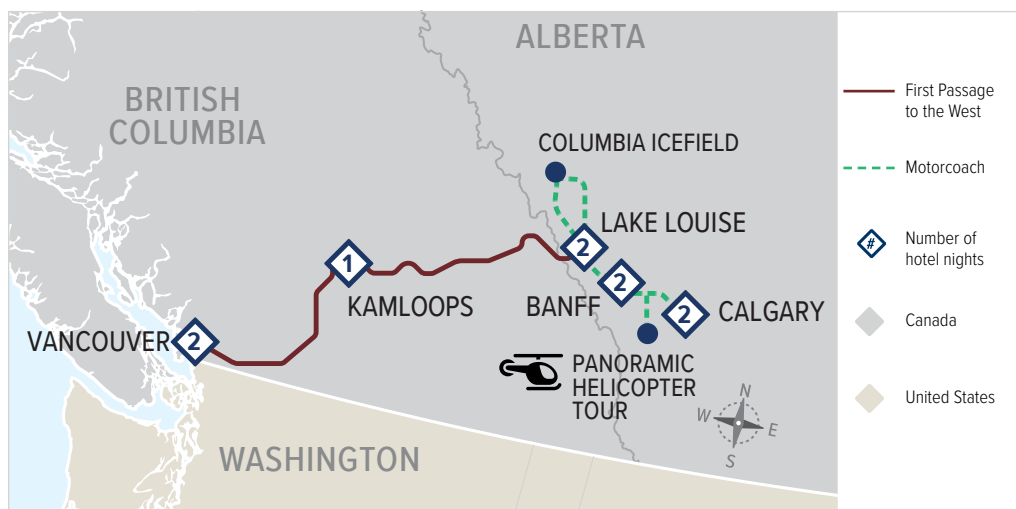 ALBERTA
BRITISH
COLUMBIA
COLUMBIA ICEFIELD
LAKE LOUISE
2
1
2
KAMLOOPS
BANFF
2
CALGARY
VANCOUVER
2
PANORAMIC
HELICOPTER
TOUR
N
W
E
S
WASHINGTON
First Passage
to the West
Motorcoach
#
Number of
hotel nights
Canada
United States